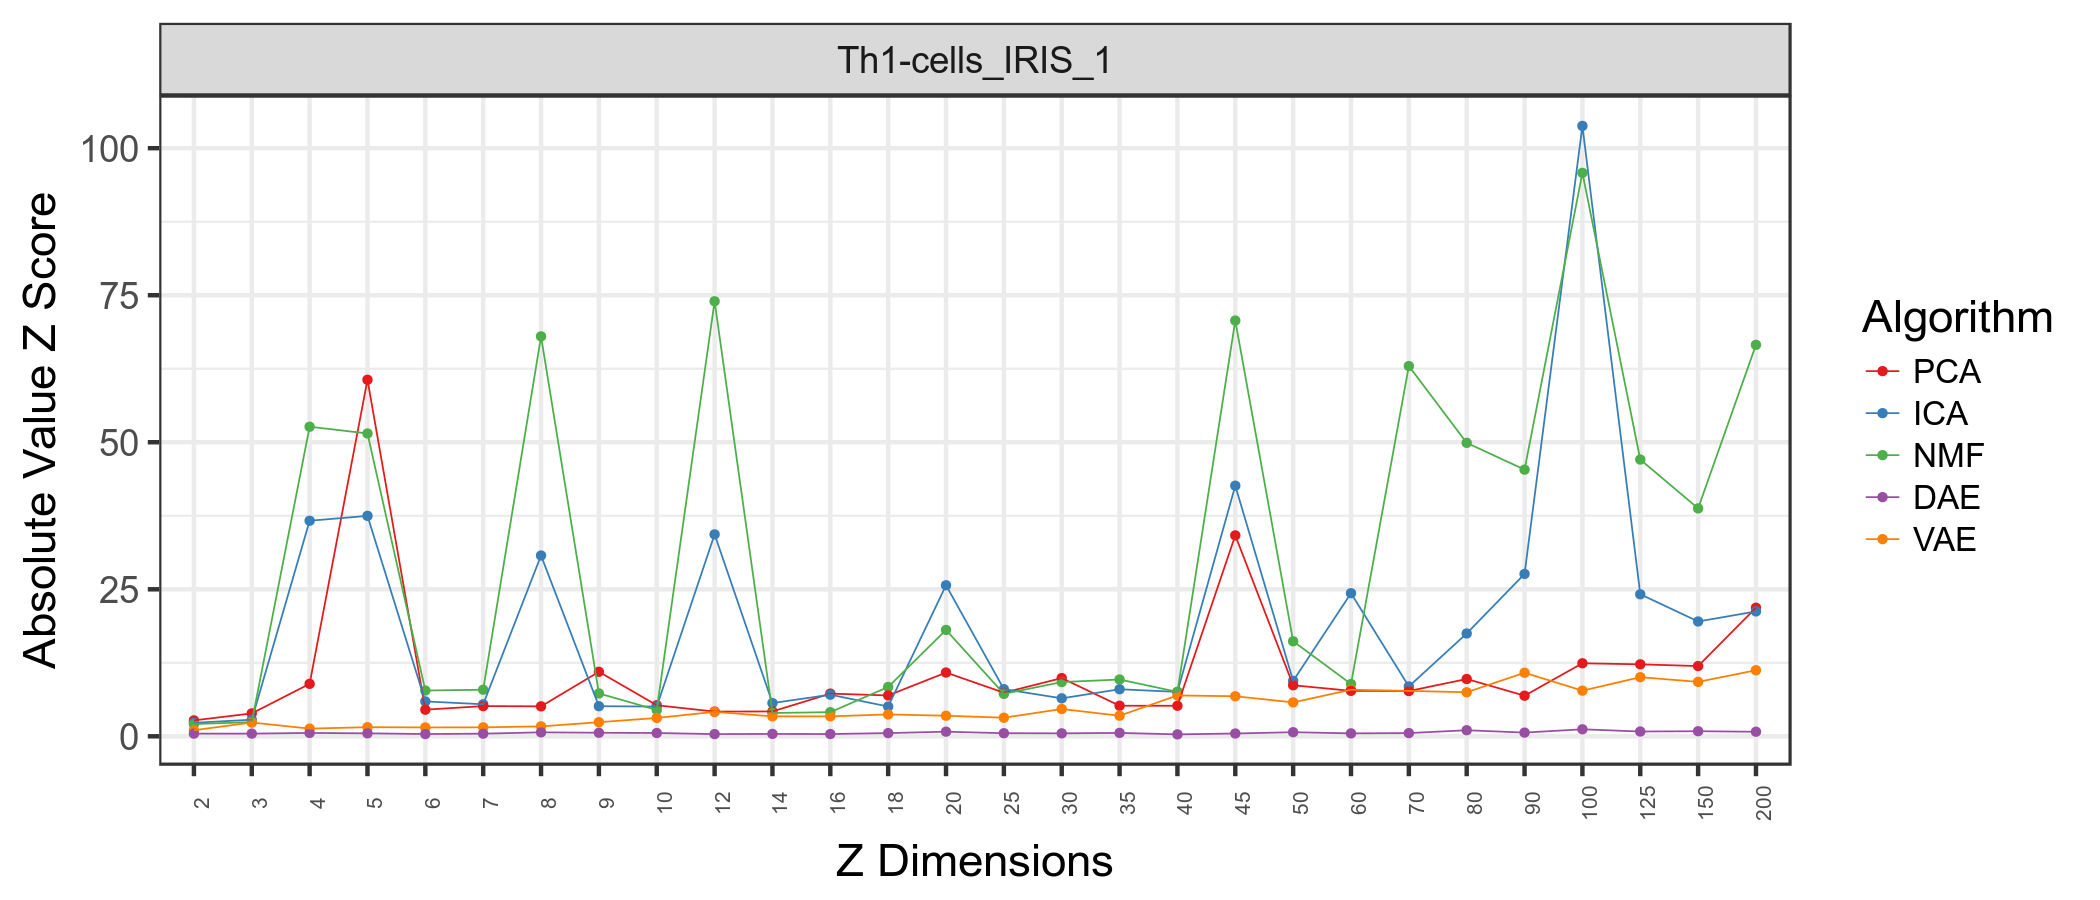 Th1-cells_IRIS_1
Absolute Value Z Score
100
75
50
25
0
2 3 4 5 6 7 8 9 10 12 14 16 18 20 25 30 35 40 45 50 60 70 80 90 100 125 150 200
Z Dimensions
Algorithm
PCA
ICA
NMF
DAE
VAE